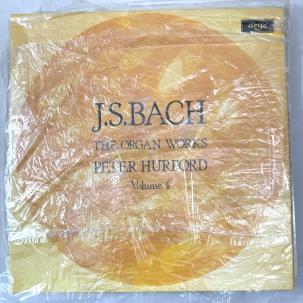 argo
J.S.BACH
THE ORGAN WORKS
PETER HURFORD
Volume 1